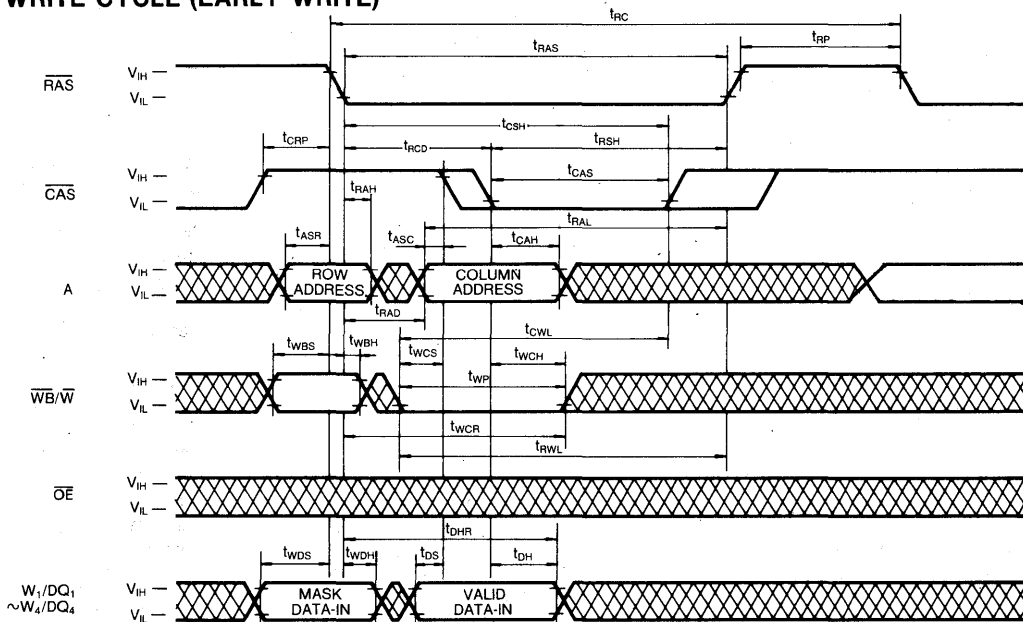 WRITE CYCLE (EARLY WRITE)
tRC
tRP
tRAS
RAS
VIH
VIL
tCSH
tCRP
tRCD
tRSH
CAS
VIH
VIL
tRAH
tCAS
tRAL
tASR
tASC
tCAH
A
VIH
VIL
ROW
ADDRESS
COLUMN
ADDRESS
tRAD
tCWL
tWBS
tWBH
tWCS
tWCH
tWP
WB/W
VIH
VIL
tWCR
tRWL
OE
VIH
VIL
tDHR
tWDS
tWDH
tDS
tDH
W1/DQ1
~W4/DQ4
VIH
VIL
MASK
DATA-IN
VALID
DATA-IN